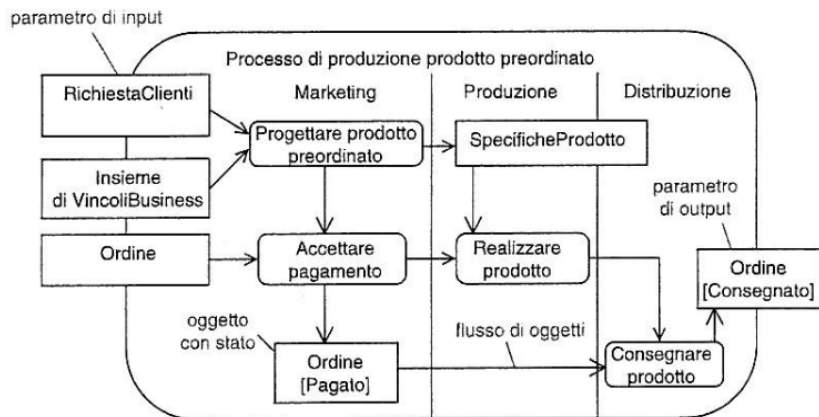 parametro di input
Processo di produzione prodotto preordinato
RichiestaClienti
Marketing
Produzione
Distribuzione
Progettare prodotto
preordinato
SpecificheProdotto
Insieme
di VincoliBusiness
parametro
di output
Ordine
Accettare
pagamento
Realizzare
prodotto
Ordine
[Consegnato]
oggetto
con stato
flusso di oggetti
Ordine
[Pagato]
Consegnare
prodotto